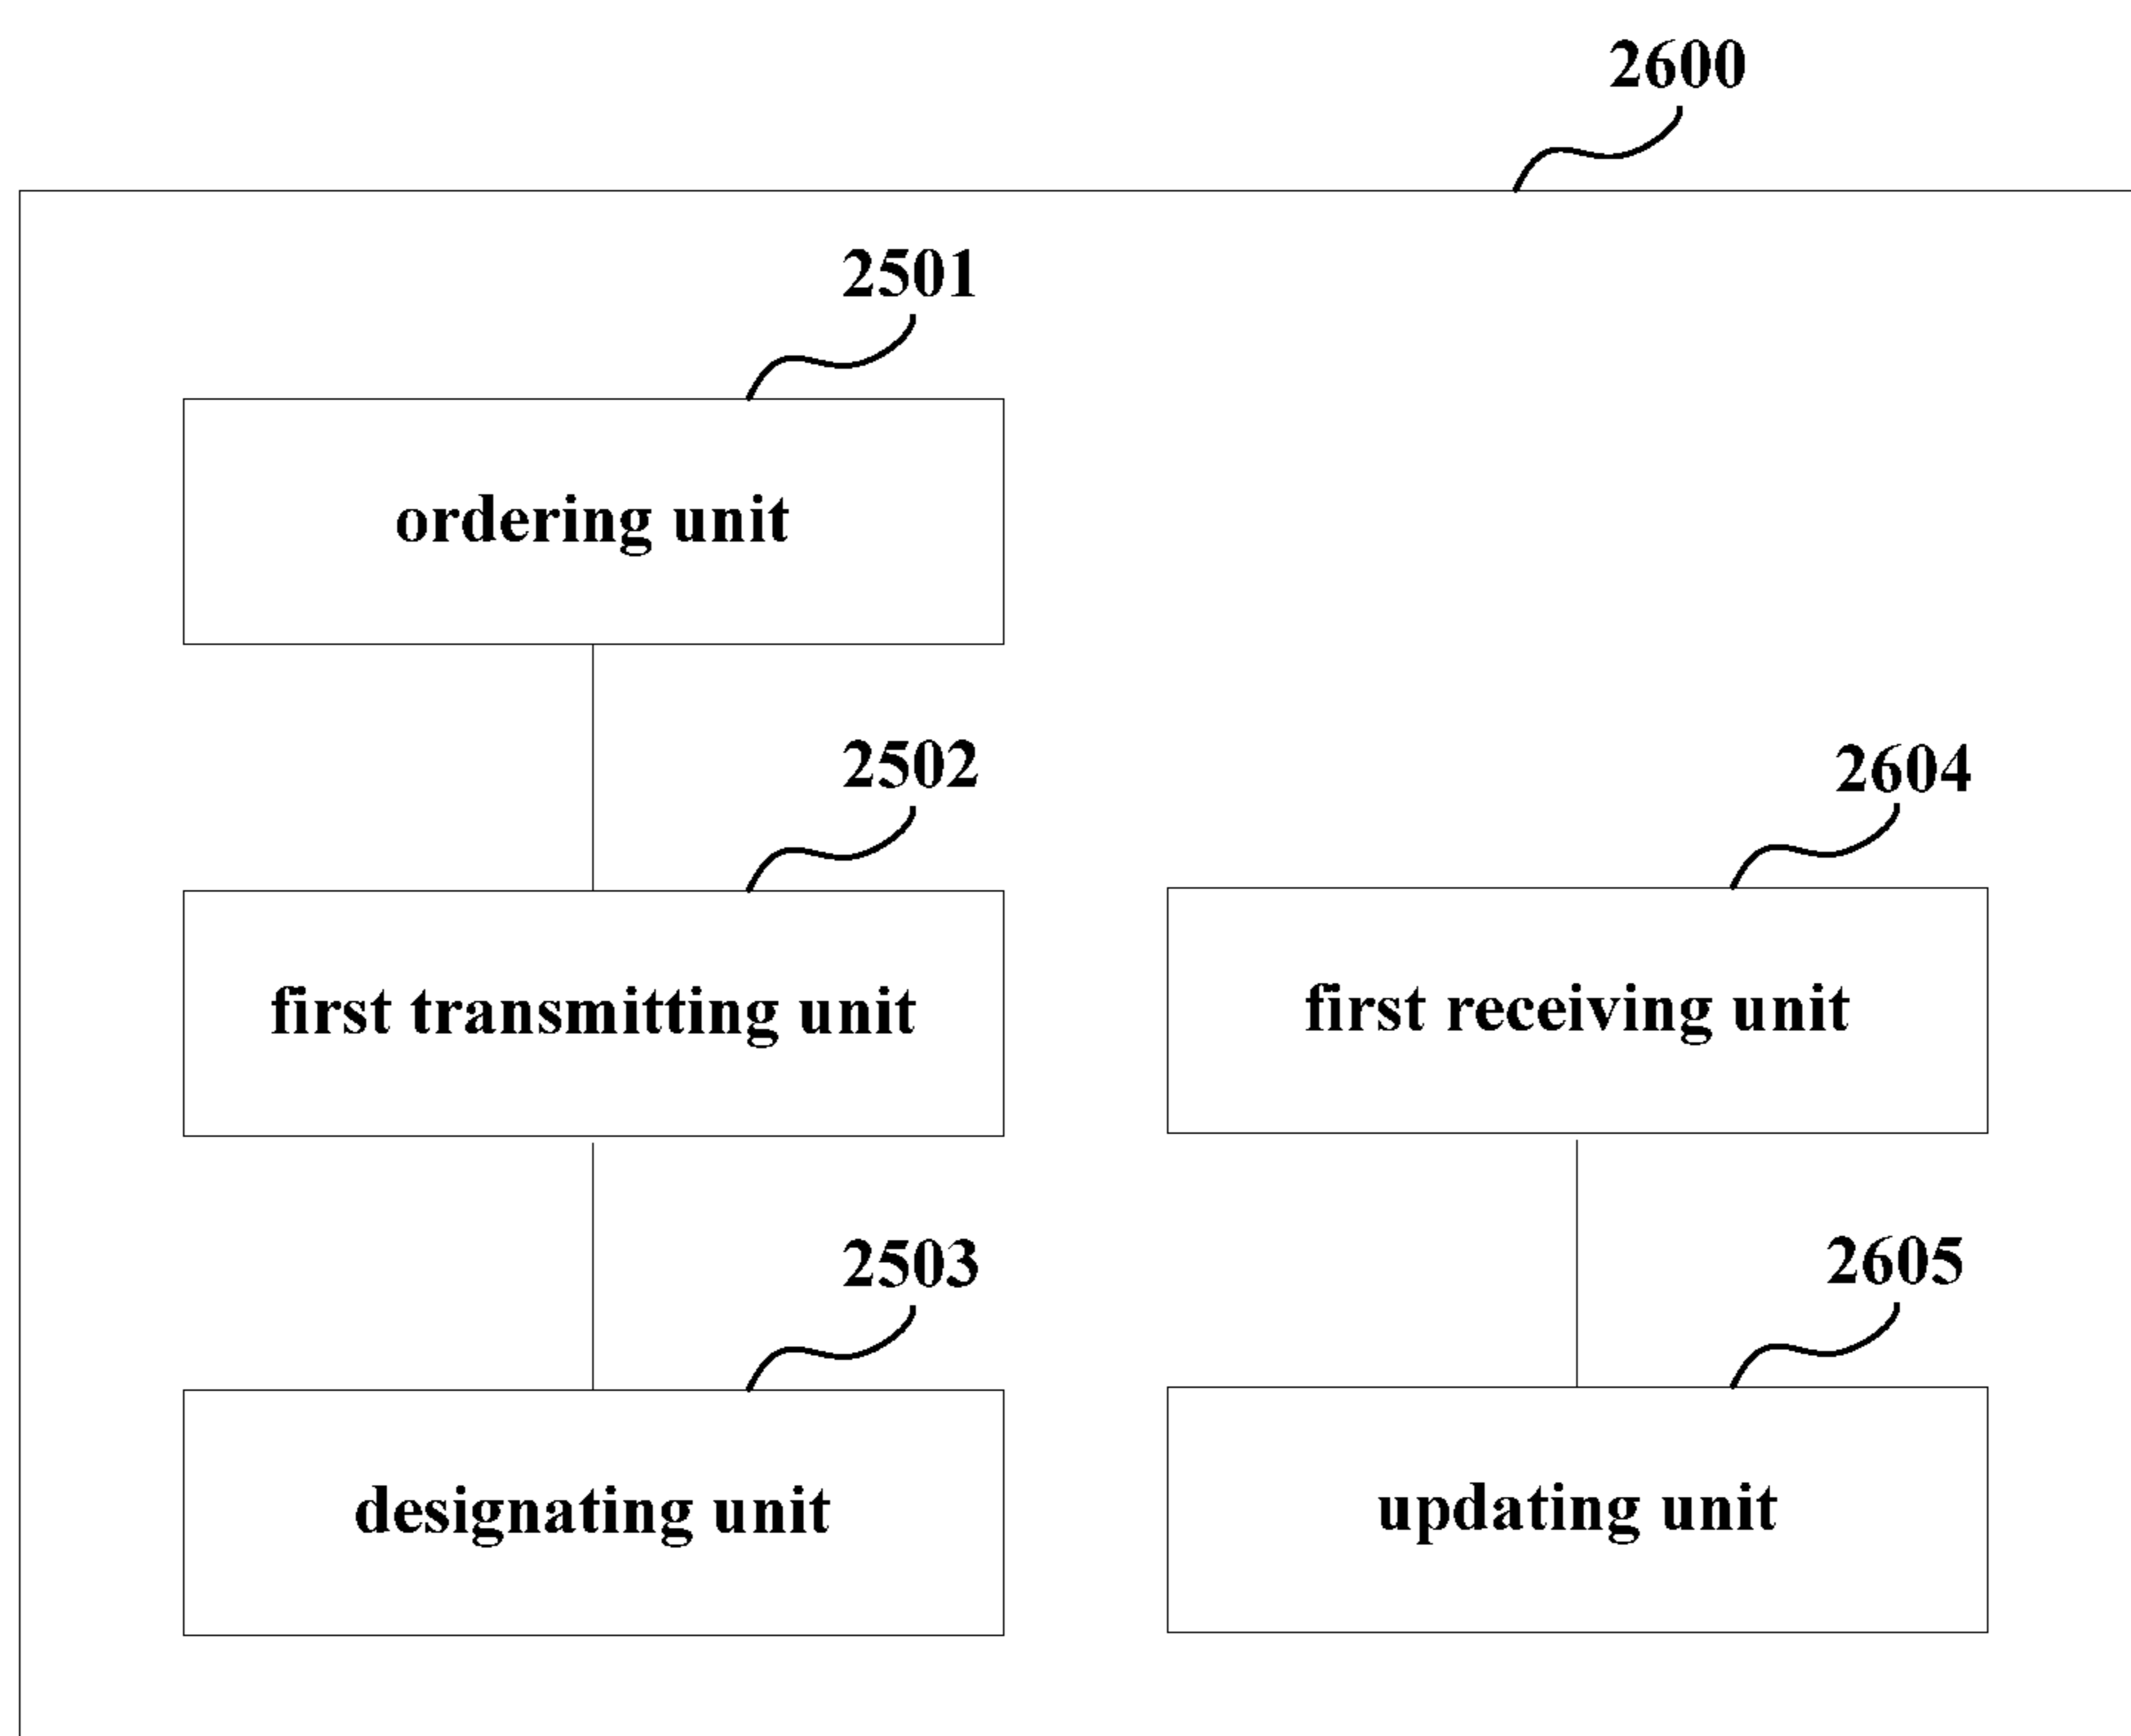 2600
2501
ordering unit
2502
2604
first transmitting unit
first receiving unit
2503
2605
designating unit
updating unit